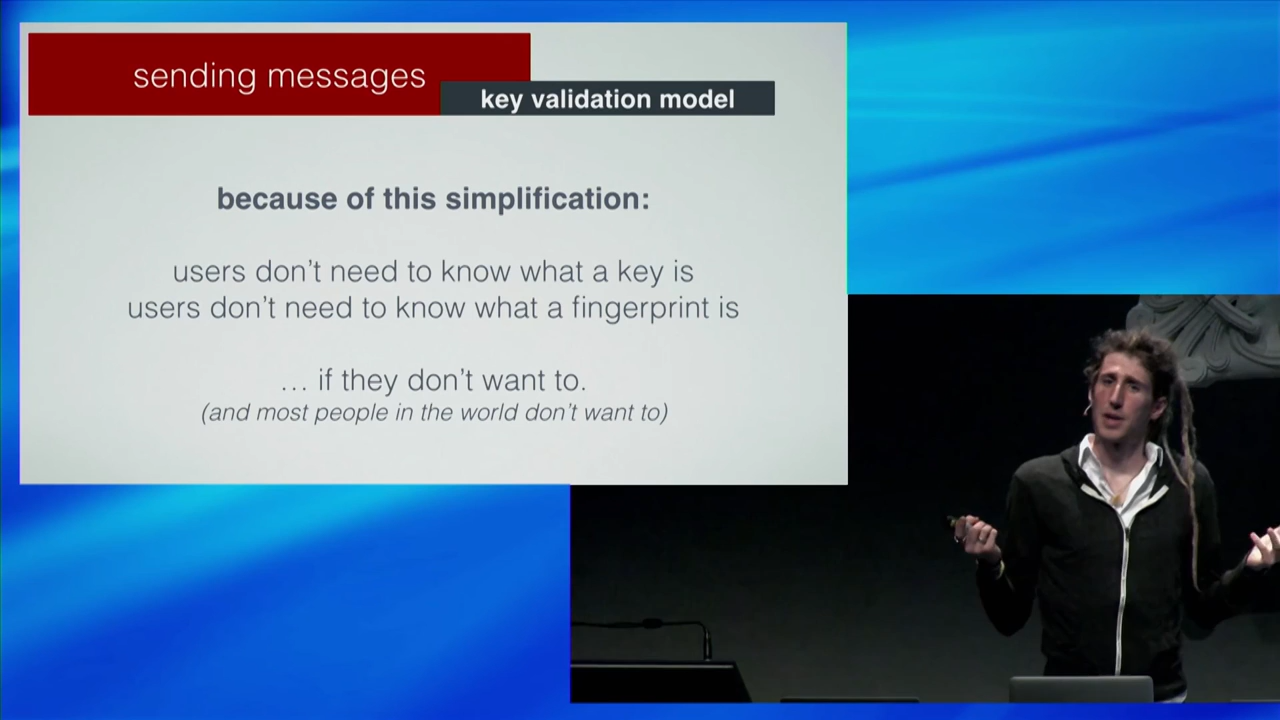 sending messages
key validation model
because of this simplification:
users don't need to know what a key is
users don't need to know what a fingerprint is
… if they don't want to.
(and most people in the world don't want to)